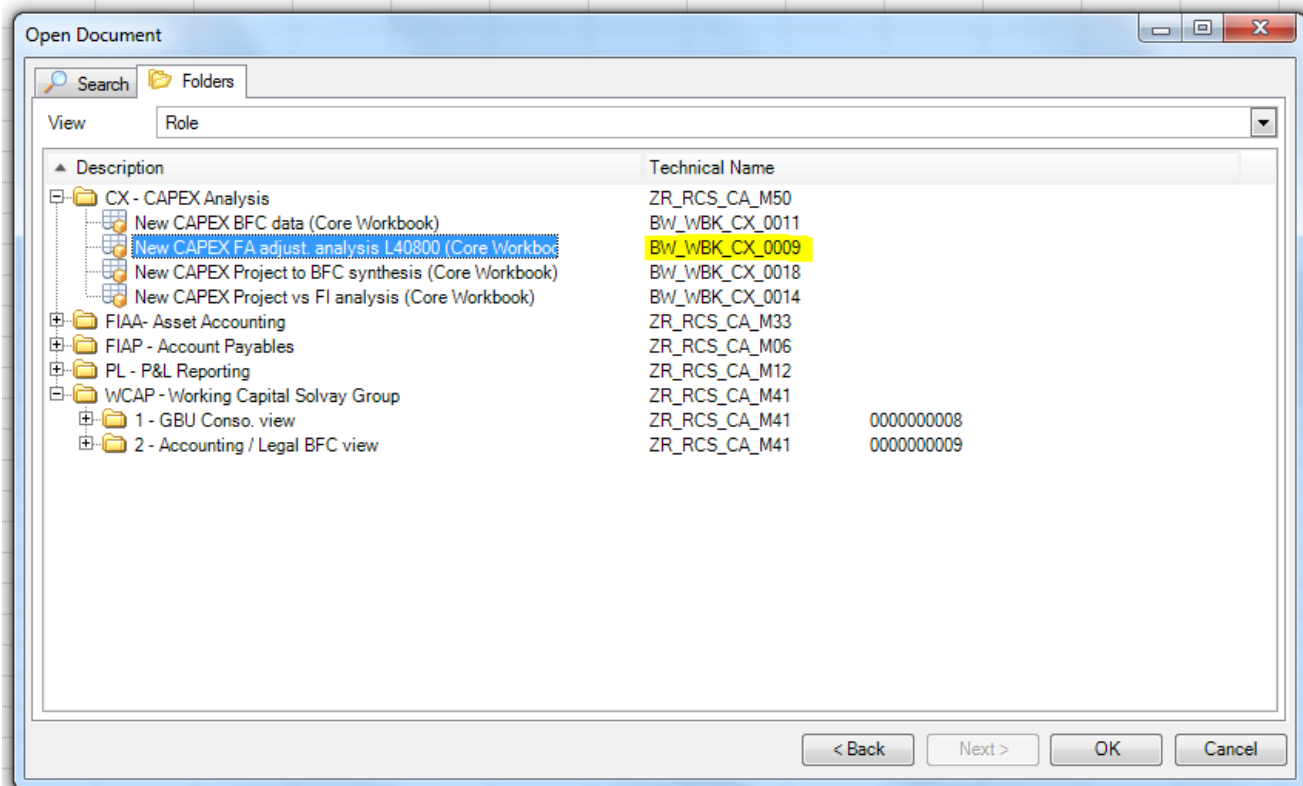 Open Document
Search Folders
View Role
Description Technical Name
CX - CAPEX Analysis ZR_RCS_CA_M50
New CAPEX BFC data (Core Workbook) BW_WBK_CX_0011
New CAPEX FA adjust. analysis L40800 (Core Workboo BW_WBK_CX_0009
New CAPEX Project to BFC synthesis (Core Workbook) BW_WBK_CX_0018
New CAPEX Project vs FI analysis (Core Workbook) BW_WBK_CX_0014
FIAA- Asset Accounting ZR_RCS_CA_M33
FIAP - Account Payables ZR_RCS_CA_M06
PL - P&L Reporting ZR_RCS_CA_M12
WCAP - Working Capital Solvay Group ZR_RCS_CA_M41
1 - GBU Conso. view ZR_RCS_CA_M41 0000000008
2 - Accounting / Legal BFC view ZR_RCS_CA_M41 0000000009
< Back Next > OK Cancel